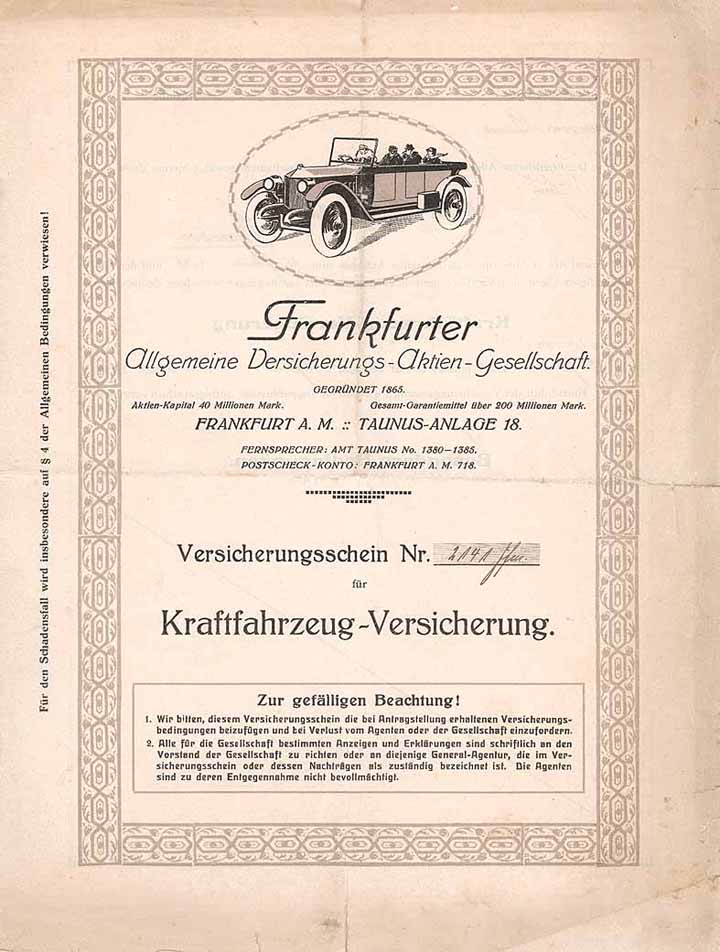 Frankfurter
Allgemeine Versicherungs-Aktien-Gesellschaft.
GEGRÜNDET 1865.
Aktien-Kapital 40 Millionen Mark. Gesamt-Garantiemittel über 200 Millionen Mark.
FRANKFURT A. M. :: TAUNUS-ANLAGE 18.
FERNSPRECHER: AMT TAUNUS No. 1380—1385.
POSTSCHECK-KONTO: FRANKFURT A. M. 718.
Versicherungsschein Nr. 2141
für
Kraftfahrzeug-Versicherung.
Zur gefälligen Beachtung!
1. Wir bitten, diesem Versicherungsschein die bei Antragstellung erhaltenen Versicherungs-
bedingungen beizufügen und bei Verlust vom Agenten oder der Gesellschaft einzufordern.
2. Alle für die Gesellschaft bestimmten Anzeigen und Erklärungen sind schriftlich an den
Vorstand der Gesellschaft zu richten oder an diejenige General-Agentur, die im Ver-
sicherungsschein oder dessen Nachträgen als zuständig bezeichnet ist. Die Agenten
sind zu deren Entgegennahme nicht bevollmächtigt.
Für den Schadensfall wird insbesondere auf § 4 der Allgemeinen Bedingungen verwiesen!